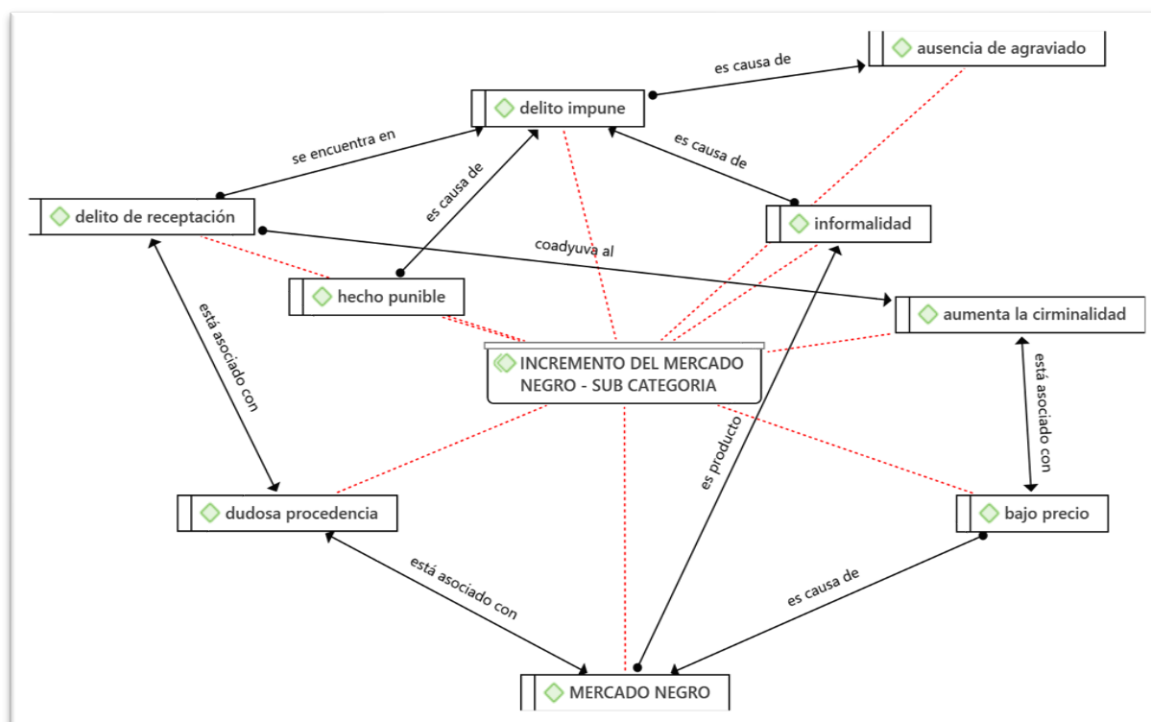 ausencia de agraviado
es causa de
delito impune
se encuentra en
es causa de
es causa de
delito de receptación
informalidad
coadyuva al
hecho punible
aumenta la cirminalidad
está asociado con
INCREMENTO DEL MERCADO
NEGRO - SUB CATEGORIA
está asociado con
es producto
dudosa procedencia
bajo precio
está asociado con
es causa de
MERCADO NEGRO